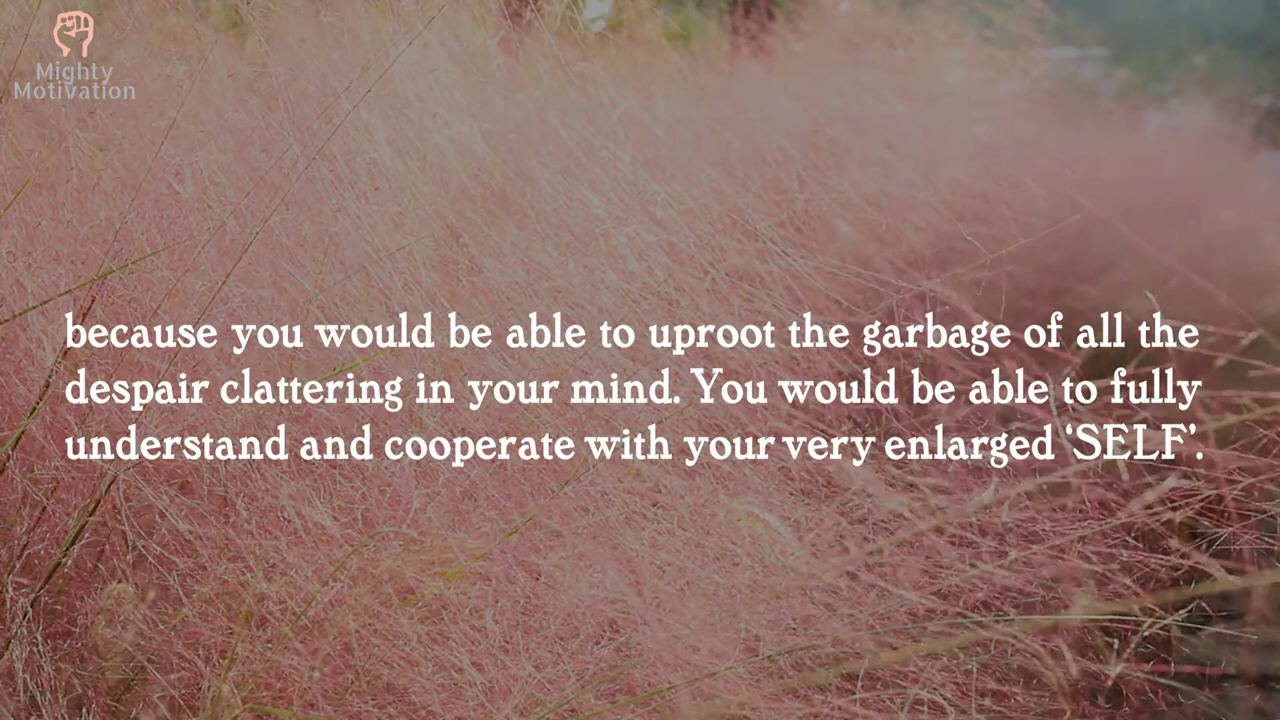 Mighty
Motivation
because you would be able to uproot the garbage of all the
despair clattering in your mind. You would be able to fully
understand and cooperate with your very enlarged ‘SELF’.